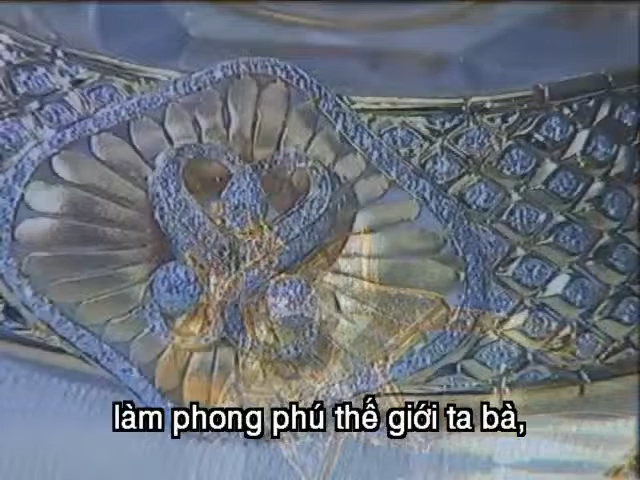 làm phong phú thế giới ta bà,